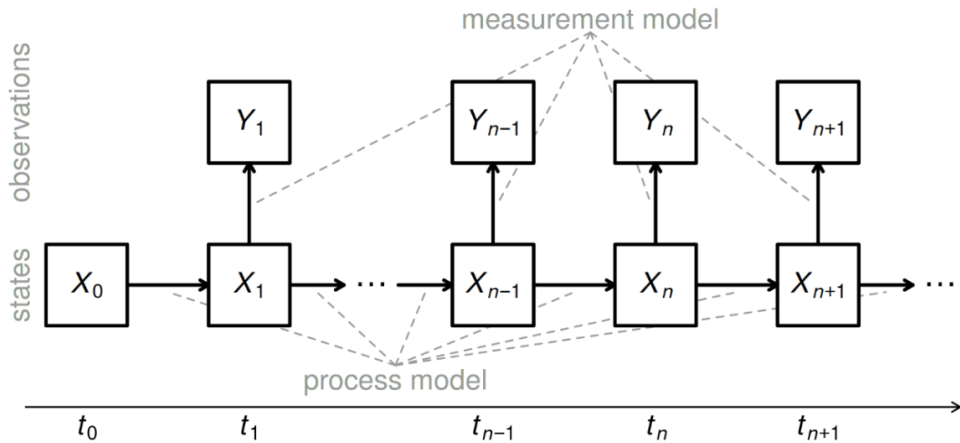 measurement model
observations
Y₁ Yₙ₋₁ Yₙ Yₙ₊₁
states
X₀ X₁ ··· Xₙ₋₁ Xₙ Xₙ₊₁ ···
process model
t₀ t₁ tₙ₋₁ tₙ tₙ₊₁